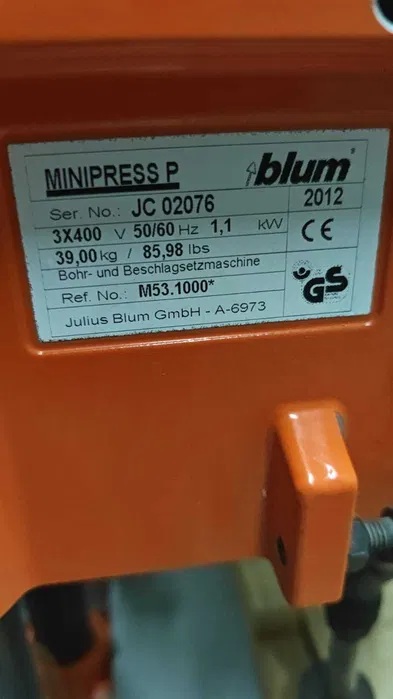 MINIPRESS P
blum
Ser. No.: JC 02076
2012
3X400 V 50/60 Hz 1,1 kW
CE
39,00 kg / 85,98 lbs
Bohr- und Beschlagsetzmaschine
GS
Ref. No.: M53.1000*
Julius Blum GmbH - A-6973